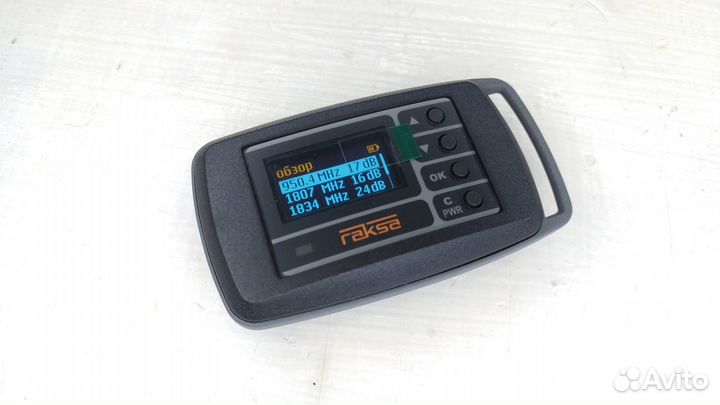 обзор
950.4 MHz 17dB
1807 MHz 16dB
1834 MHz 24dB
OK
C
PWR
raksa
Avito